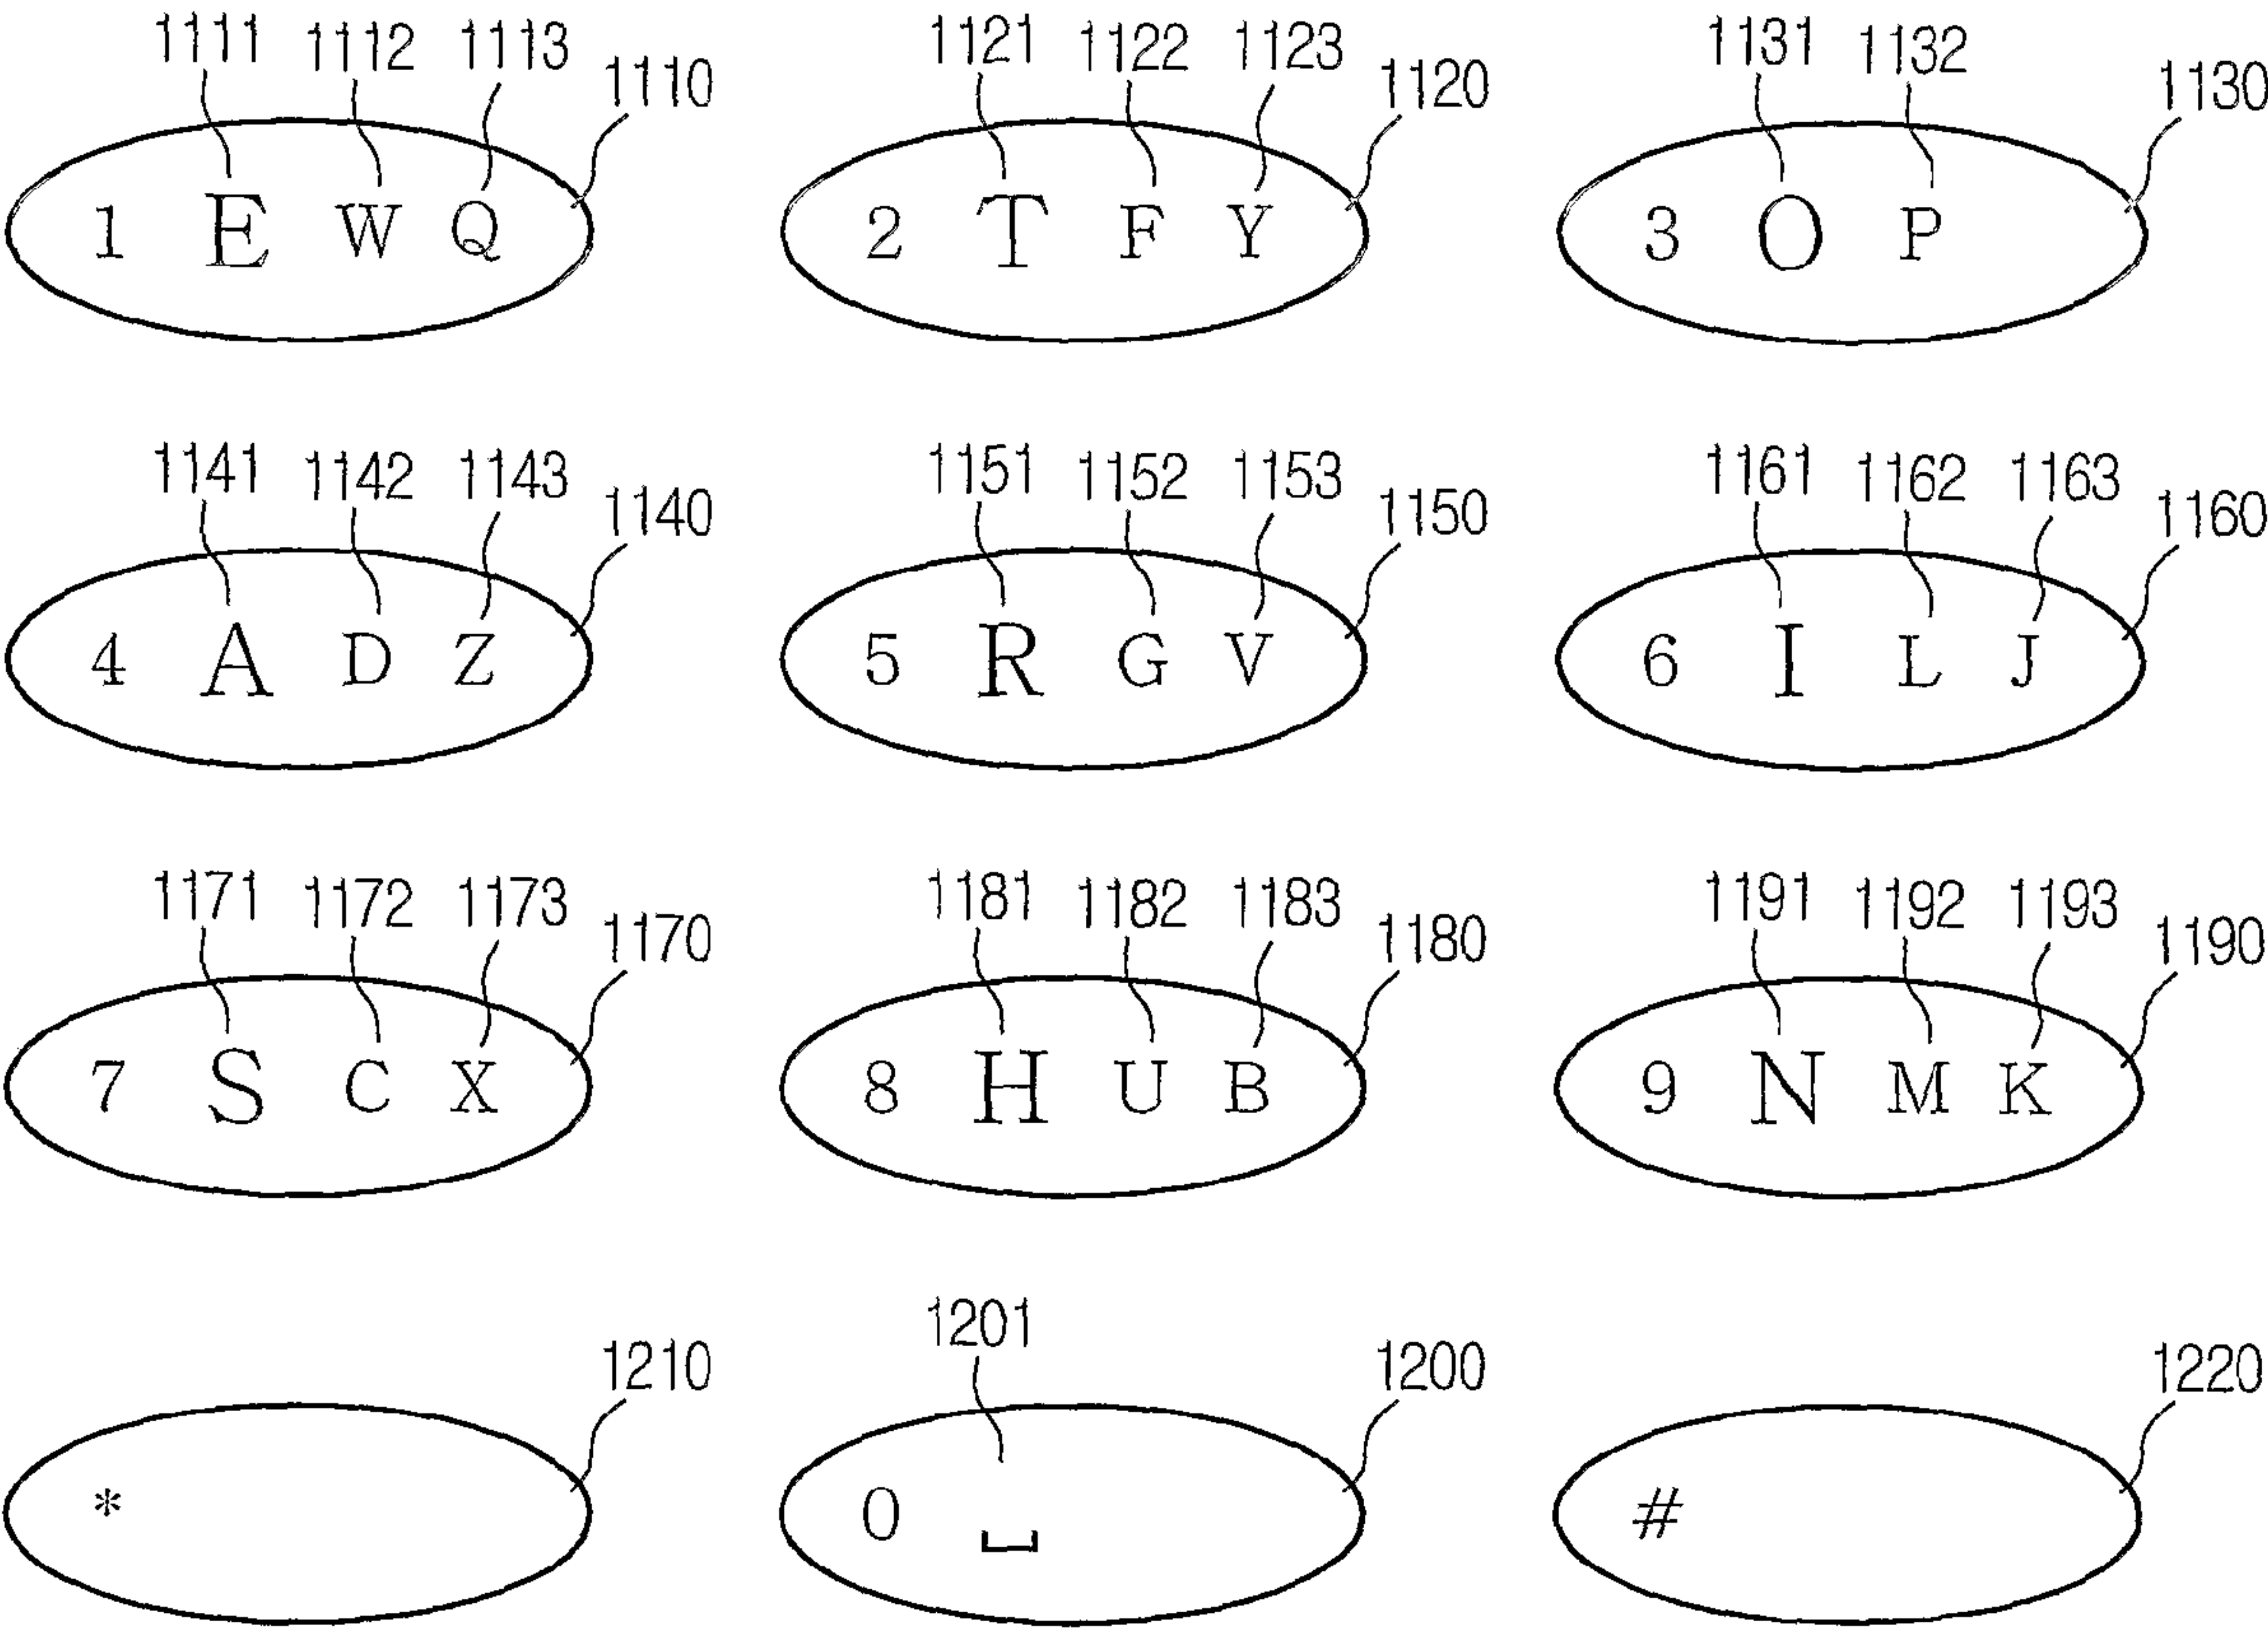 1111 1112 1113 1110 1121 1122 1123 1120 1131 1132 1130
1 E W Q 2 T F Y 3 O P
1141 1142 1143 1140 1151 1152 1153 1150 1161 1162 1163 1160
4 A D Z 5 R G V 6 I L J
1171 1172 1173 1170 1181 1182 1183 1180 1191 1192 1193 1190
7 S C X 8 H U B 9 N M K
1210 1201 1200 1220
* 0 ␣ #